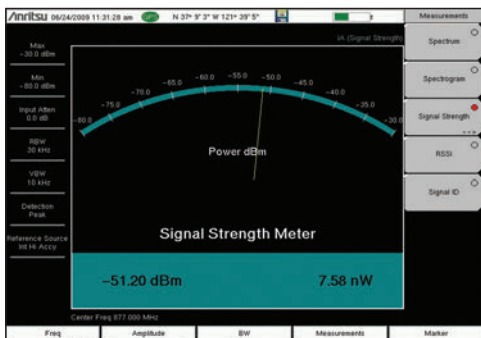 Anritsu 06/24/2009 11:31:28 am GPS N 37° 9' 3" W 121° 39' 5"
Measurements
IA (Signal Strength)
Max
-30.0 dBm
Min
-80.0 dBm
Input Atten
0.0 dB
RBW
30 kHz
VBW
10 kHz
Detection
Peak
Reference Source
Int Hi Accy
-80.0
-75.0
-70.0
-65.0
-60.0
-55.0
-50.0
-45.0
-40.0
-35.0
-30.0
Power dBm
Signal Strength Meter
-51.20 dBm
7.58 nW
Center Freq 877.000 MHz
Spectrum
Spectrogram
Signal Strength
-->
RSSI
Signal ID
Freq
Amplitude
BW
Measurements
Marker